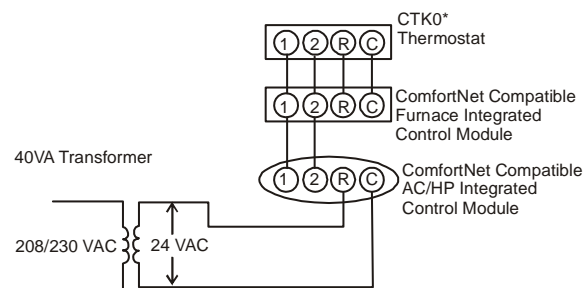 CTK0*
Thermostat
1 2 R C
1 2 R C
ComfortNet Compatible
Furnace Integrated
Control Module
40VA Transformer
1 2 R C
ComfortNet Compatible
AC/HP Integrated
Control Module
208/230 VAC
24 VAC